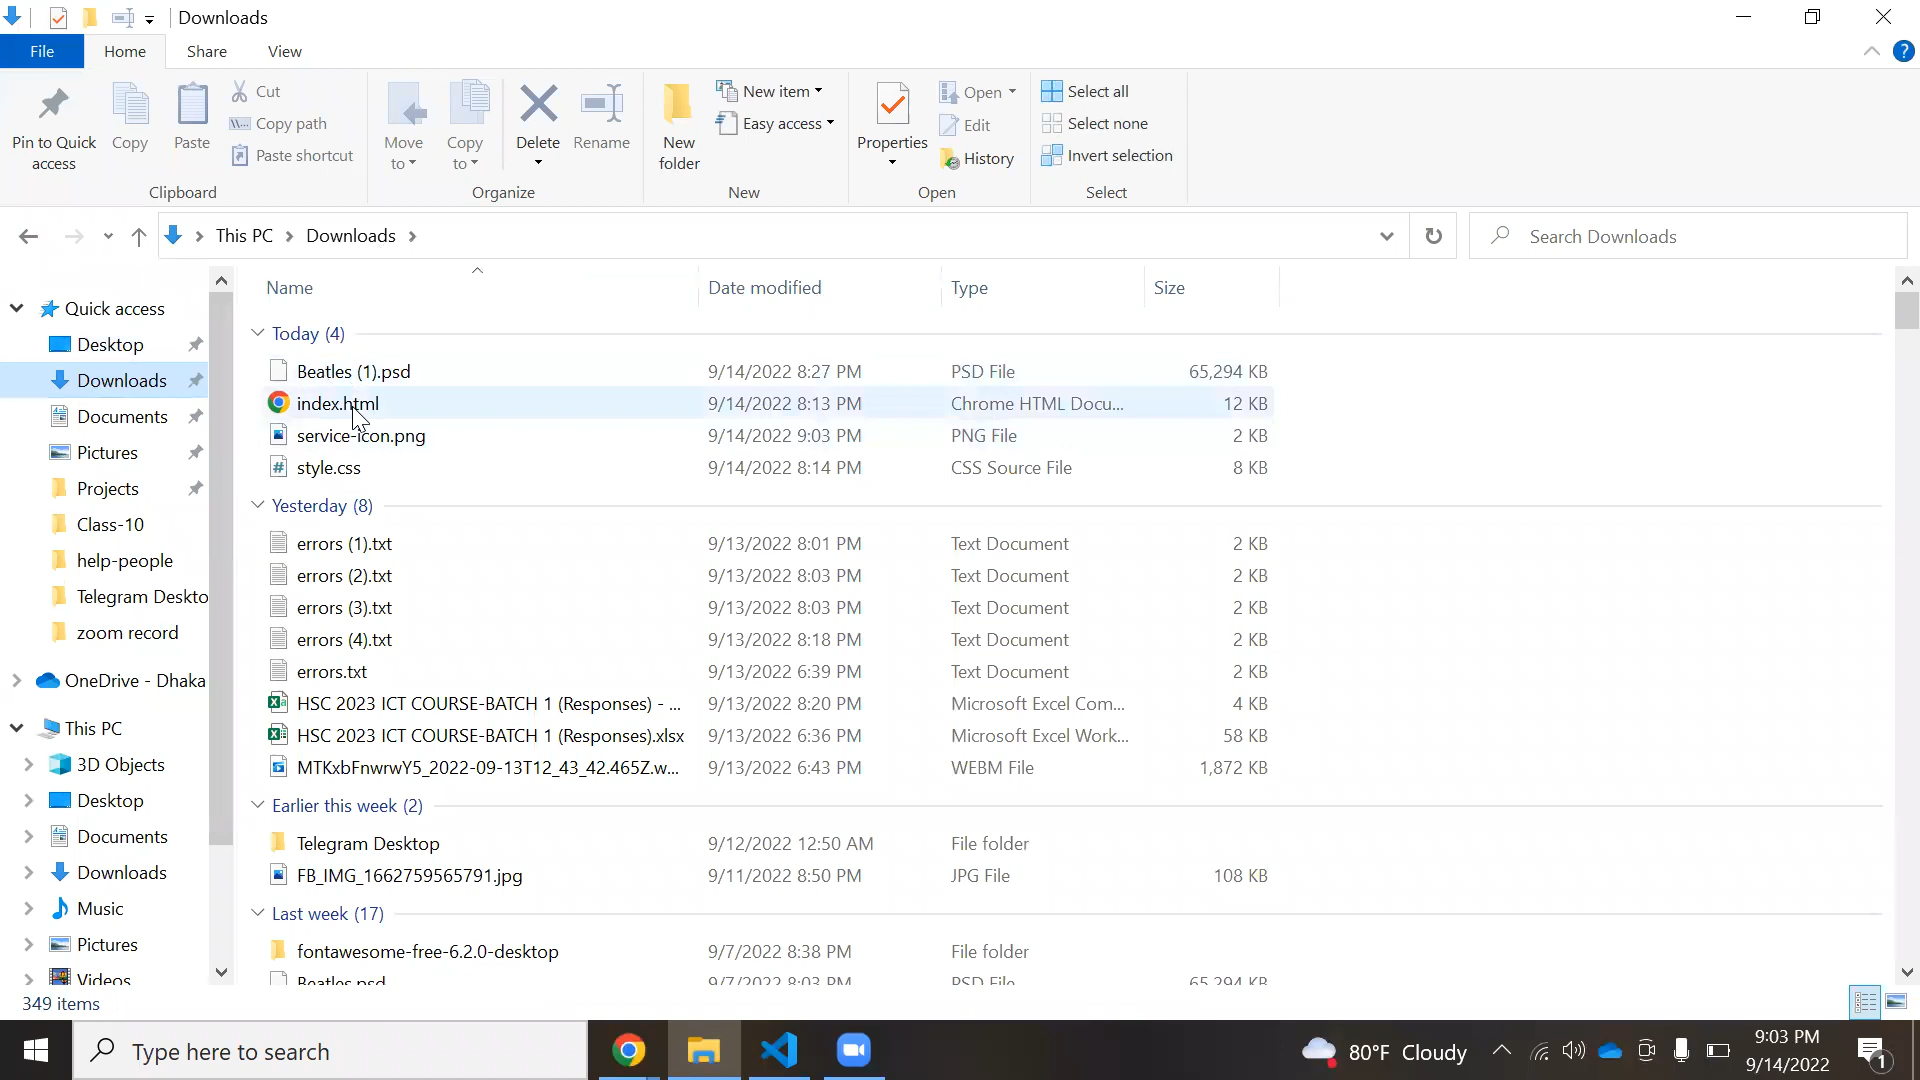 Downloads
File
Home
Share
View
?
Pin to Quick access
Copy
Paste
Cut
Copy path
Paste shortcut
Clipboard
Move to
Copy to
Delete
Rename
Organize
New folder
New item
Easy access
New
Properties
Open
Edit
History
Open
Select all
Select none
Invert selection
Select
This PC
Downloads
Search Downloads
Quick access
Desktop
Downloads
Documents
Pictures
Projects
Class-10
help-people
Telegram Deskto
zoom record
OneDrive - Dhaka
This PC
3D Objects
Desktop
Documents
Downloads
Music
Pictures
Videos
Name Date modified Type Size
Today (4)
Beatles (1).psd 9/14/2022 8:27 PM PSD File 65,294 KB
index.html 9/14/2022 8:13 PM Chrome HTML Docu... 12 KB
service-icon.png 9/14/2022 9:03 PM PNG File 2 KB
style.css 9/14/2022 8:14 PM CSS Source File 8 KB
Yesterday (8)
errors (1).txt 9/13/2022 8:01 PM Text Document 2 KB
errors (2).txt 9/13/2022 8:03 PM Text Document 2 KB
errors (3).txt 9/13/2022 8:03 PM Text Document 2 KB
errors (4).txt 9/13/2022 8:18 PM Text Document 2 KB
errors.txt 9/13/2022 6:39 PM Text Document 2 KB
HSC 2023 ICT COURSE-BATCH 1 (Responses) - ... 9/13/2022 8:20 PM Microsoft Excel Com... 4 KB
HSC 2023 ICT COURSE-BATCH 1 (Responses).xlsx 9/13/2022 6:36 PM Microsoft Excel Work... 58 KB
MTKxbFnwrwY5_2022-09-13T12_43_42.465Z.w... 9/13/2022 6:43 PM WEBM File 1,872 KB
Earlier this week (2)
Telegram Desktop 9/12/2022 12:50 AM File folder
FB_IMG_1662759565791.jpg 9/11/2022 8:50 PM JPG File 108 KB
Last week (17)
fontawesome-free-6.2.0-desktop 9/7/2022 8:38 PM File folder
Beatles.psd 9/7/2022 8:03 PM PSD File 65,294 KB
349 items
Type here to search
80°F Cloudy
9:03 PM
9/14/2022
1